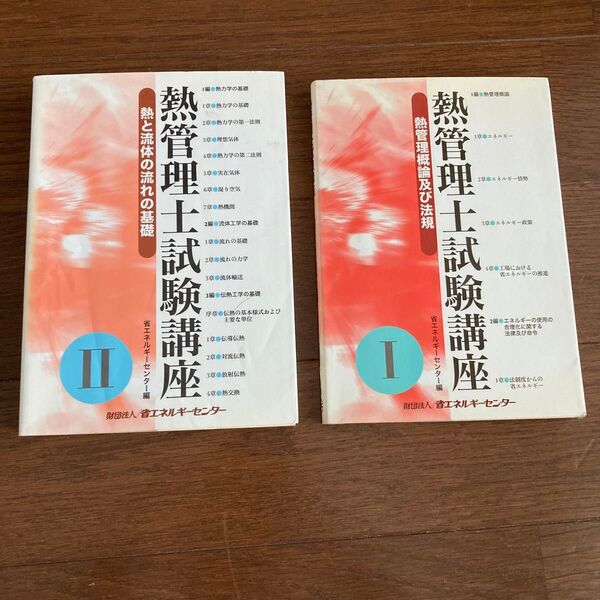 熱管理士試験講座
熱と流体の流れの基礎
II
省エネルギーセンター編
1編●熱力学の基礎
1章●熱力学の基礎
2章●熱力学の第一法則
3章●理想気体
4章●熱力学の第二法則
5章●実在気体
6章●湿り空気
7章●熱機関
2編●流体工学の基礎
1章●流れの基礎
2章●流れの力学
3章●流体輸送
3編●伝熱工学の基礎
序章●伝熱の基本様式および
主要な単位
1章●伝導伝熱
2章●対流伝熱
3章●放射伝熱
4章●熱交換
財団法人/省エネルギーセンター
熱管理士試験講座
熱管理概論及び法規
I
省エネルギーセンター編
1編●熱管理概論
1章●エネルギー
2章●エネルギー情勢
3章●エネルギー政策
4章●工場における
省エネルギーの推進
2編●エネルギーの使用の
合理化に関する
法律及び命令
1章●法制度からの
省エネルギー
財団法人/省エネルギーセンター